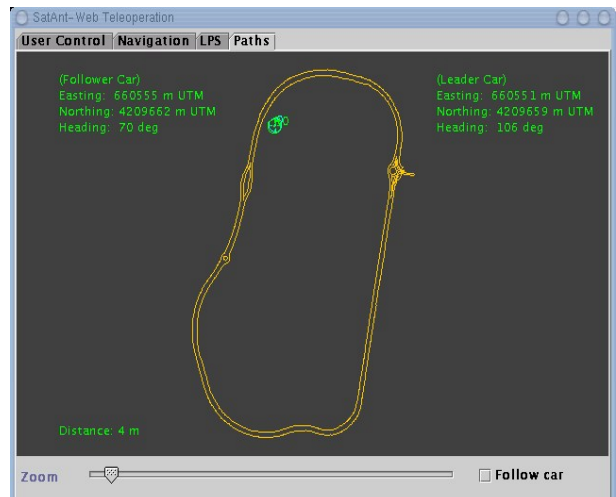 SatAnt-Web Teleoperation
User Control Navigation LPS Paths
(Follower Car)
Easting: 660555 m UTM
Northing: 4209662 m UTM
Heading: 70 deg
(Leader Car)
Easting: 660551 m UTM
Northing: 4209659 m UTM
Heading: 106 deg
Distance: 4 m
Zoom
Follow car